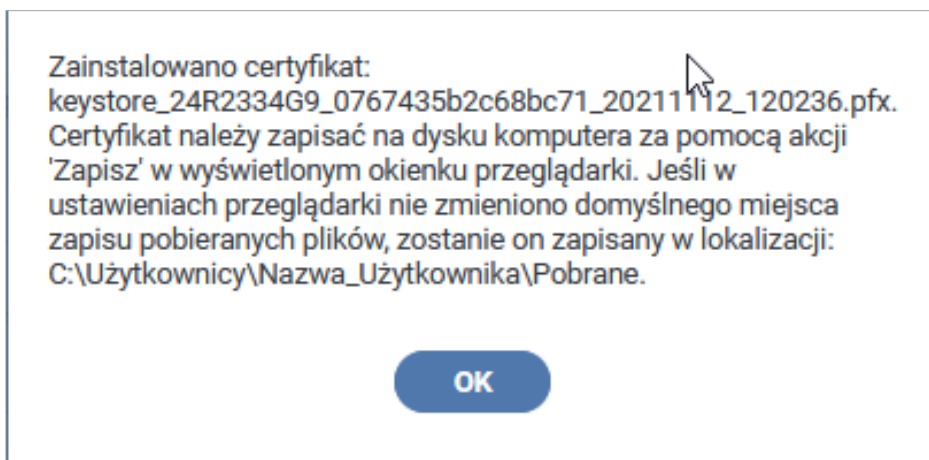 Zainstalowano certyfikat:
keystore_24R2334G9_0767435b2c68bc71_20211112_120236.pfx.
Certyfikat należy zapisać na dysku komputera za pomocą akcji
'Zapisz' w wyświetlonym okienku przeglądarki. Jeśli w
ustawieniach przeglądarki nie zmieniono domyślnego miejsca
zapisu pobieranych plików, zostanie on zapisany w lokalizacji:
C:\Użytkownicy\Nazwa_Użytkownika\Pobrane.
OK